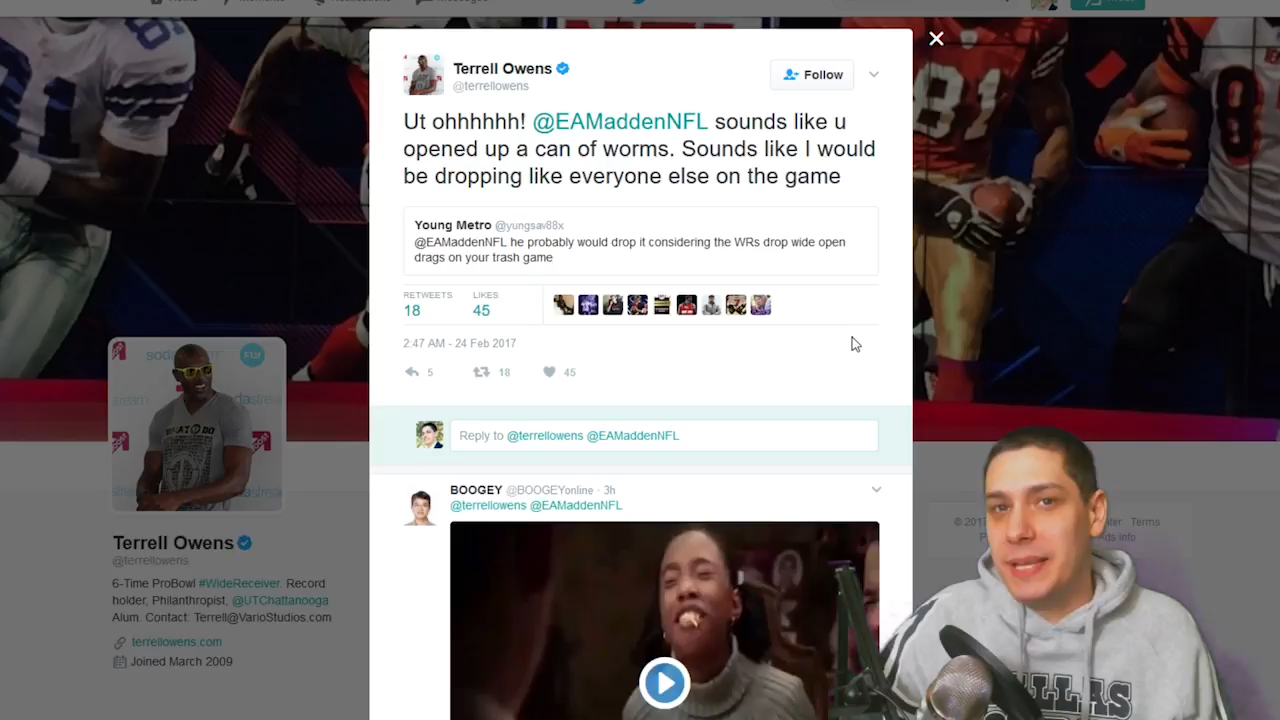 Terrell Owens
@terrellowens
Follow
Ut ohhhhhh! @EAMaddenNFL sounds like u
opened up a can of worms. Sounds like I would
be dropping like everyone else on the game
Young Metro @yungsav88x
@EAMaddenNFL he probably would drop it considering the WRs drop wide open
drags on your trash game
RETWEETS LIKES
18 45
2:47 AM - 24 Feb 2017
5 18 45
Reply to @terrellowens @EAMaddenNFL
BOOGEY @BOOGEYonline · 3h
@terrellowens @EAMaddenNFL
Terrell Owens
@terrellowens
6-Time ProBowl #WideReceiver. Record
holder, Philanthropist, @UTChattanooga
Alum. Contact: Terrell@VarioStudios.com
terrellowens.com
Joined March 2009
81
Terms
Ads info